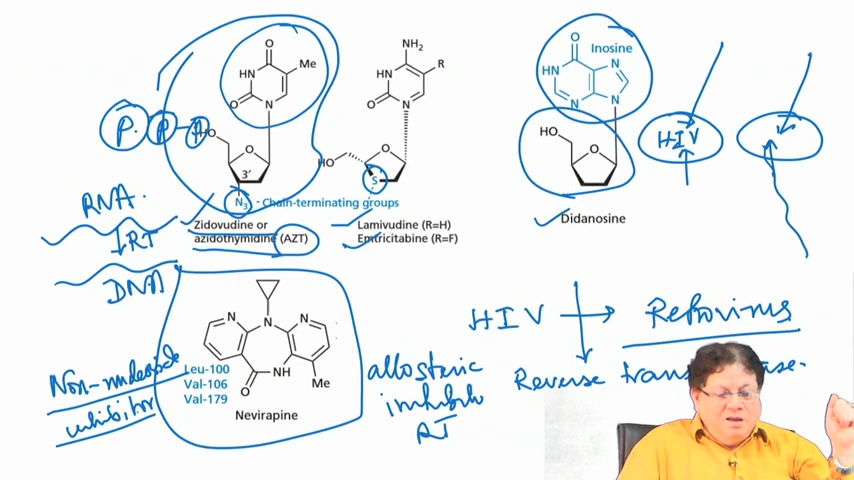 O
NH2
O
Inosine
HN
Me
N
R
HN
N
O
N
O
N
N
N
P
P
P
HO
HO
O
HO
O
HIV
O
3'
S
RNA.
N3 - Chain-terminating groups
↓RT
Zidovudine or
azidothymidine (AZT)
Lamivudine (R=H)
Emtricitabine (R=F)
Didanosine
DNA
HIV → Retrovirus
N
N
N
Non-nucleoside
inhibitor
Leu-100
Val-106
Val-179
NH
O
Me
Nevirapine
allosteric
inhibits
RT
Reverse